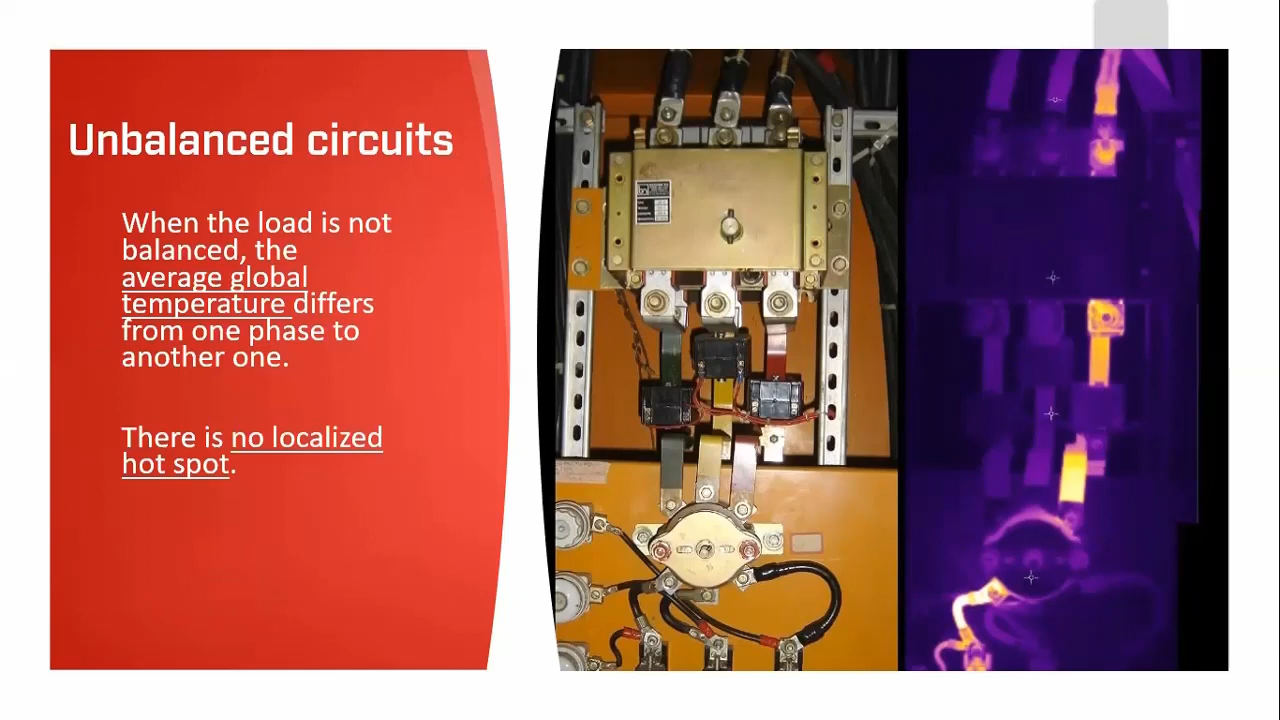 Unbalanced circuits
When the load is not
balanced, the
average global
temperature differs
from one phase to
another one.
There is no localized
hot spot.